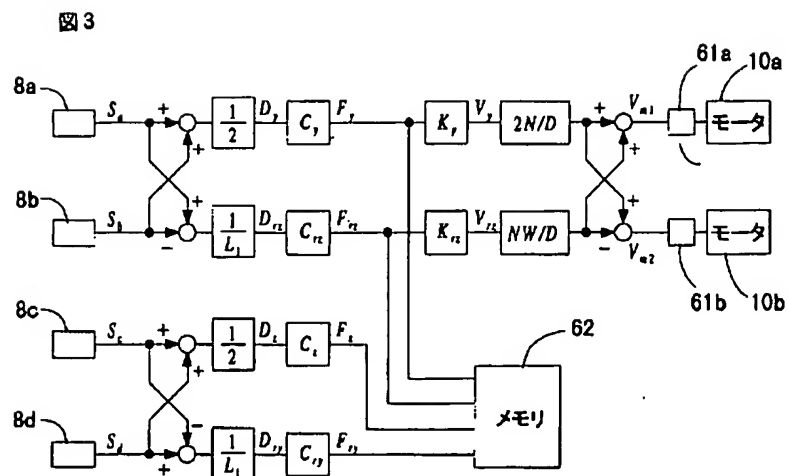 図3
8a
S_a
+
+
1/2
D_y
C_y
F_y
K_y
V_y
2N/D
+
+
V_m1
61a
モータ
10a
8b
S_b
+
−
1/L_1
D_rz
C_rz
F_rz
K_rz
V_rz
NW/D
+
−
V_m2
61b
モータ
10b
8c
S_c
+
+
1/2
D_z
C_z
F_z
62
メモリ
8d
S_d
−
+
1/L_1
D_ry
C_ry
F_ry